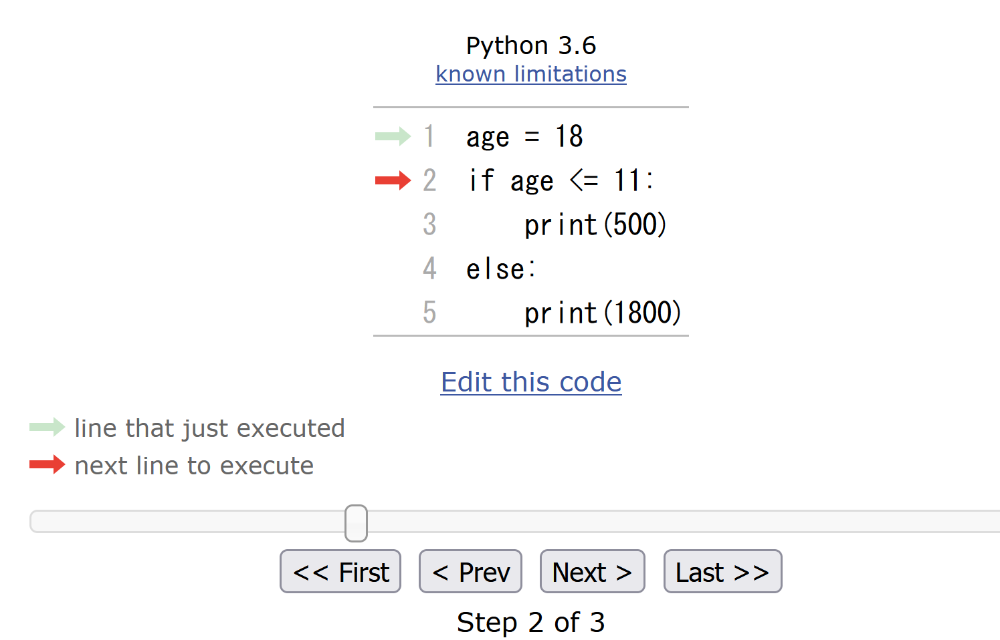 Python 3.6
known limitations
1 age = 18
2 if age <= 11:
3     print(500)
4 else:
5     print(1800)
Edit this code
line that just executed
next line to execute
<< First < Prev Next > Last >>
Step 2 of 3